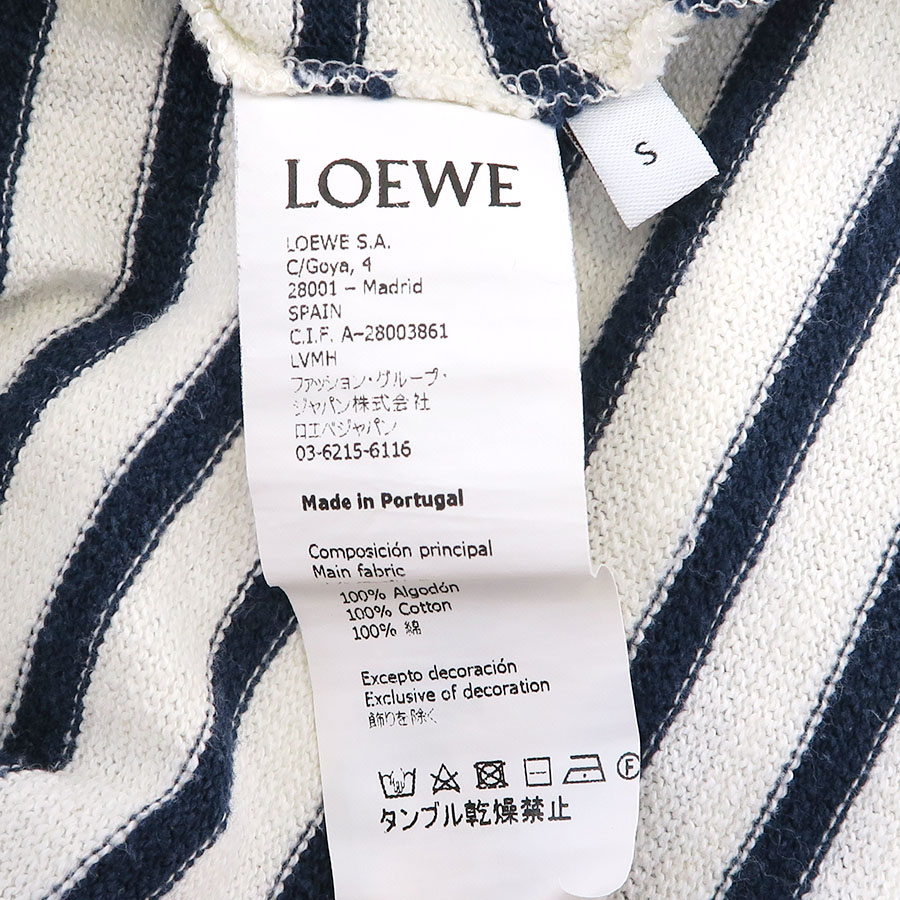 LOEWE
S
LOEWE S.A.
C/Goya, 4
28001 – Madrid
SPAIN
C.I.F. A-28003861
LVMH
ファッション・グループ・
ジャパン株式会社
ロエベジャパン
03-6215-6116
Made in Portugal
Composición principal
Main fabric
100% Algodón
100% Cotton
100% 綿
Excepto decoración
Exclusive of decoration
飾りを除く
F
タンブル乾燥禁止